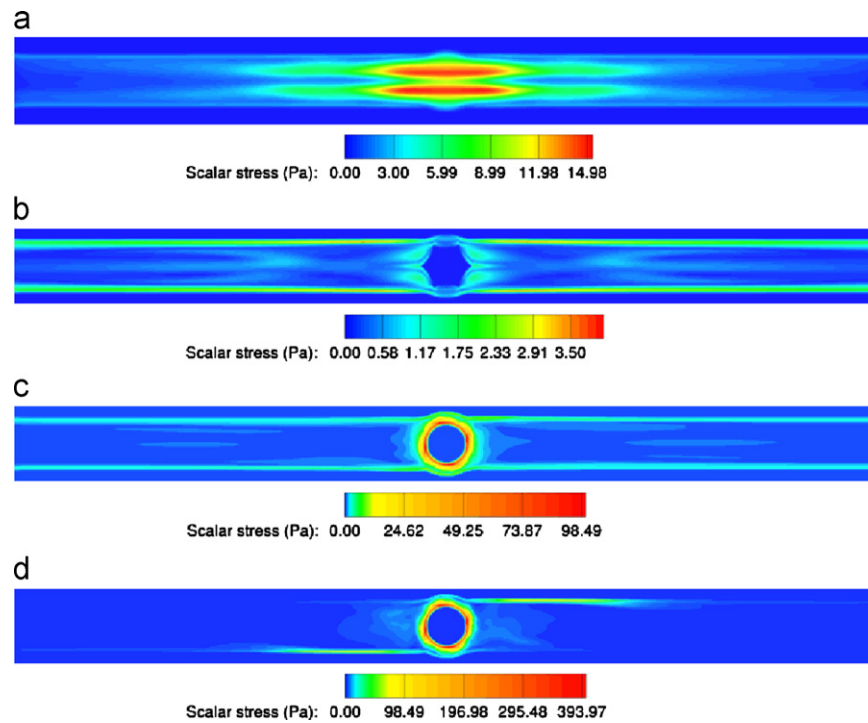 a
Scalar stress (Pa): 0.00 3.00 5.99 8.99 11.98 14.98
b
Scalar stress (Pa): 0.00 0.58 1.17 1.75 2.33 2.91 3.50
c
Scalar stress (Pa): 0.00 24.62 49.25 73.87 98.49
d
Scalar stress (Pa): 0.00 98.49 196.98 295.48 393.97